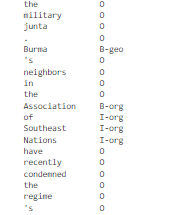 the O
military O
junta O
. O
Burma B-geo
's O
neighbors O
in O
the O
Association B-org
of I-org
Southeast I-org
Nations I-org
have O
recently O
condemned O
the O
regime O
's O